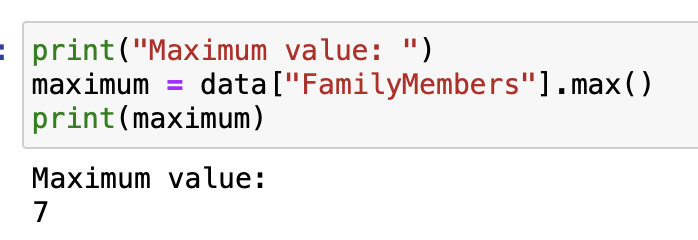 :
print("Maximum value: ")
maximum = data["FamilyMembers"].max()
print(maximum)
Maximum value:
7